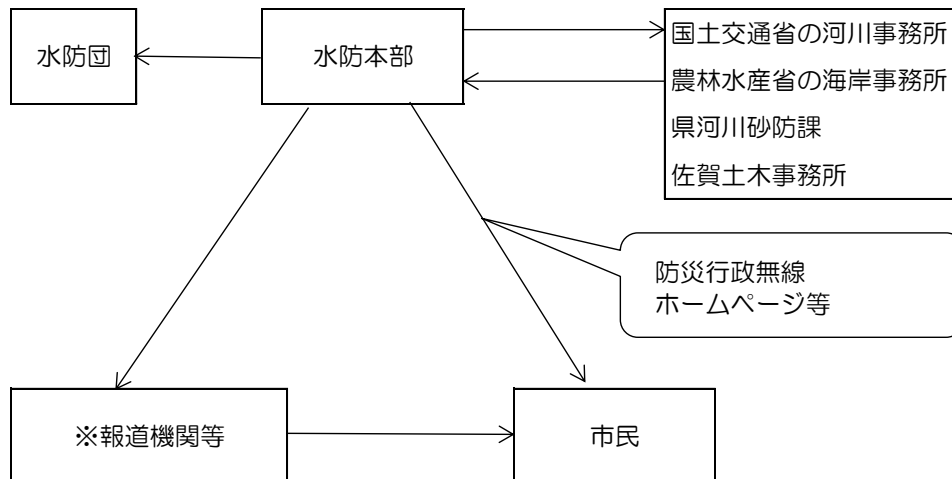 水防団
水防本部
国土交通省の河川事務所
農林水産省の海岸事務所
県河川砂防課
佐賀土木事務所
防災行政無線
ホームページ等
※報道機関等
市民